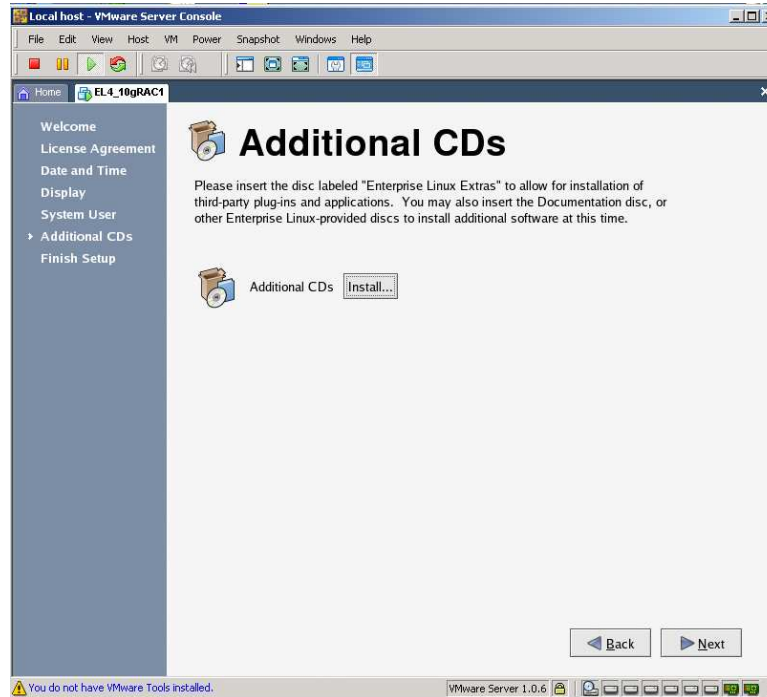 Local host - VMware Server Console
File Edit View Host VM Power Snapshot Windows Help
Home EL4_10gRAC1
Welcome
License Agreement
Date and Time
Display
System User
Additional CDs
Finish Setup
Additional CDs
Please insert the disc labeled "Enterprise Linux Extras" to allow for installation of
third-party plug-ins and applications. You may also insert the Documentation disc, or
other Enterprise Linux-provided discs to install additional software at this time.
Additional CDs Install...
Back Next
You do not have VMware Tools installed. VMware Server 1.0.6